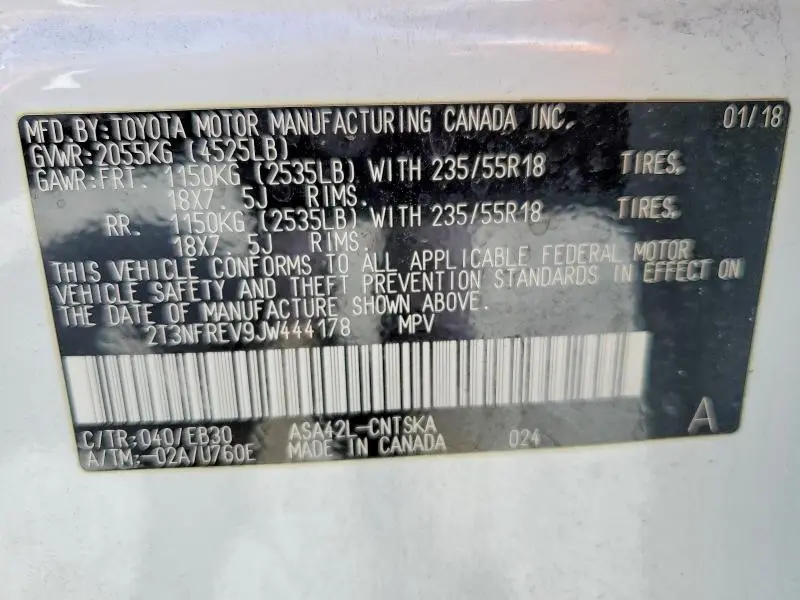 MFD. BY: TOYOTA MOTOR MANUFACTURING CANADA INC. 01/18
GVWR: 2055KG (4525LB)
GAWR: FRT. 1150KG (2535LB) WITH 235/55R18 TIRES.
18X7. 5J RIMS.
RR. 1150KG (2535LB) WITH 235/55R18 TIRES.
18X7. 5J RIMS.
THIS VEHICLE CONFORMS TO ALL APPLICABLE FEDERAL MOTOR
VEHICLE SAFETY AND THEFT PREVENTION STANDARDS IN EFFECT ON
THE DATE OF MANUFACTURE SHOWN ABOVE.
2T3NFREV9JW444178 MPV
C/TR: 040/EB30 ASA42L-CNTSKA 024 A
A/TM: -02A/U760E MADE IN CANADA